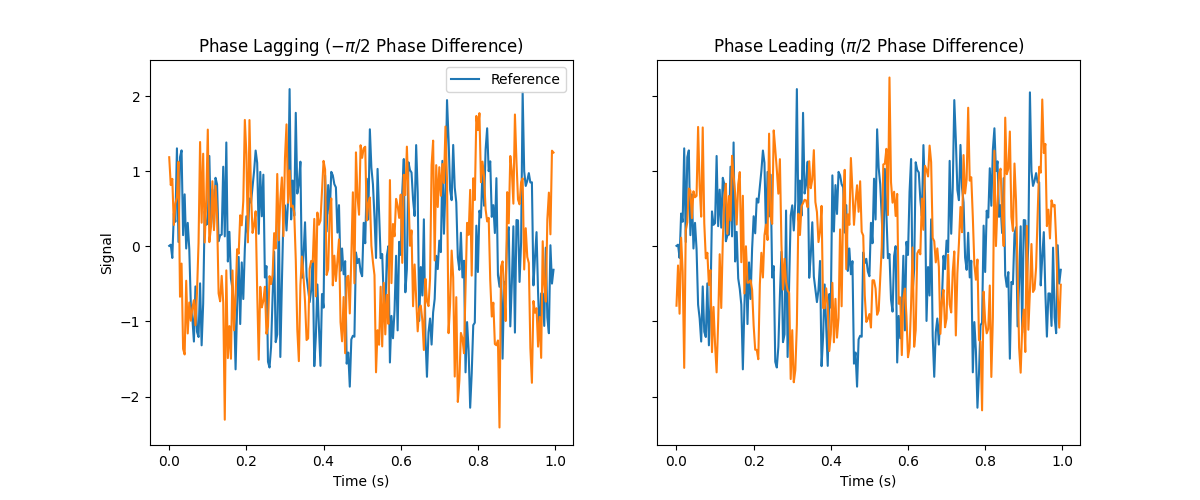 Phase Lagging (−π/2 Phase Difference)
Phase Leading (π/2 Phase Difference)
Reference
Signal
2
1
0
−1
−2
0.0 0.2 0.4 0.6 0.8 1.0
0.0 0.2 0.4 0.6 0.8 1.0
Time (s)
Time (s)